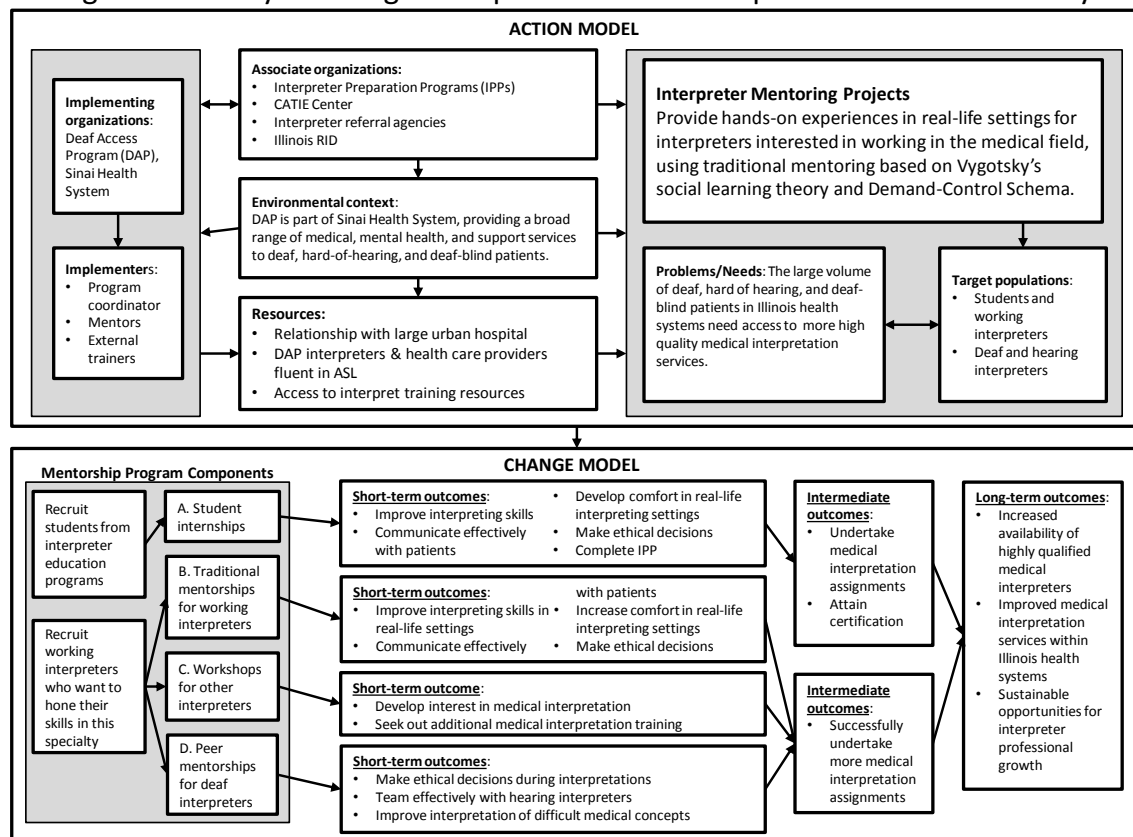 ACTION MODEL
Implementing
organizations:
Deaf Access
Program (DAP),
Sinai Health
System
Implementers:
• Program
coordinator
• Mentors
• External
trainers
Associate organizations:
• Interpreter Preparation Programs (IPPs)
• CATIE Center
• Interpreter referral agencies
• Illinois RID
Environmental context:
DAP is part of Sinai Health System, providing a broad
range of medical, mental health, and support services
to deaf, hard-of-hearing, and deaf-blind patients.
Resources:
• Relationship with large urban hospital
• DAP interpreters & health care providers
fluent in ASL
• Access to interpret training resources
Interpreter Mentoring Projects
Provide hands-on experiences in real-life settings for
interpreters interested in working in the medical field,
using traditional mentoring based on Vygotsky's
social learning theory and Demand-Control Schema.
Problems/Needs: The large volume
of deaf, hard of hearing, and deaf-
blind patients in Illinois health
systems need access to more high
quality medical interpretation
services.
Target populations:
• Students and
working
interpreters
• Deaf and hearing
interpreters
CHANGE MODEL
Mentorship Program Components
Recruit
students from
interpreter
education
programs
Recruit
working
interpreters
who want to
hone their
skills in this
specialty
A. Student
internships
B. Traditional
mentorships
for working
interpreters
C. Workshops
for other
interpreters
D. Peer
mentorships
for deaf
interpreters
Short-term outcomes:
• Improve interpreting skills
• Communicate effectively
with patients
• Develop comfort in real-life
interpreting settings
• Make ethical decisions
• Complete IPP
Short-term outcomes:
• Improve interpreting skills in
real-life settings
• Communicate effectively
with patients
• Increase comfort in real-life
interpreting settings
• Make ethical decisions
Short-term outcome:
• Develop interest in medical interpretation
• Seek out additional medical interpretation training
Short-term outcomes:
• Make ethical decisions during interpretations
• Team effectively with hearing interpreters
• Improve interpretation of difficult medical concepts
Intermediate
outcomes:
• Undertake
medical
interpretation
assignments
• Attain
certification
Intermediate
outcomes:
• Successfully
undertake
more medical
interpretation
assignments
Long-term outcomes:
• Increased
availability of
highly qualified
medical
interpreters
• Improved medical
interpretation
services within
Illinois health
systems
• Sustainable
opportunities for
interpreter
professional
growth